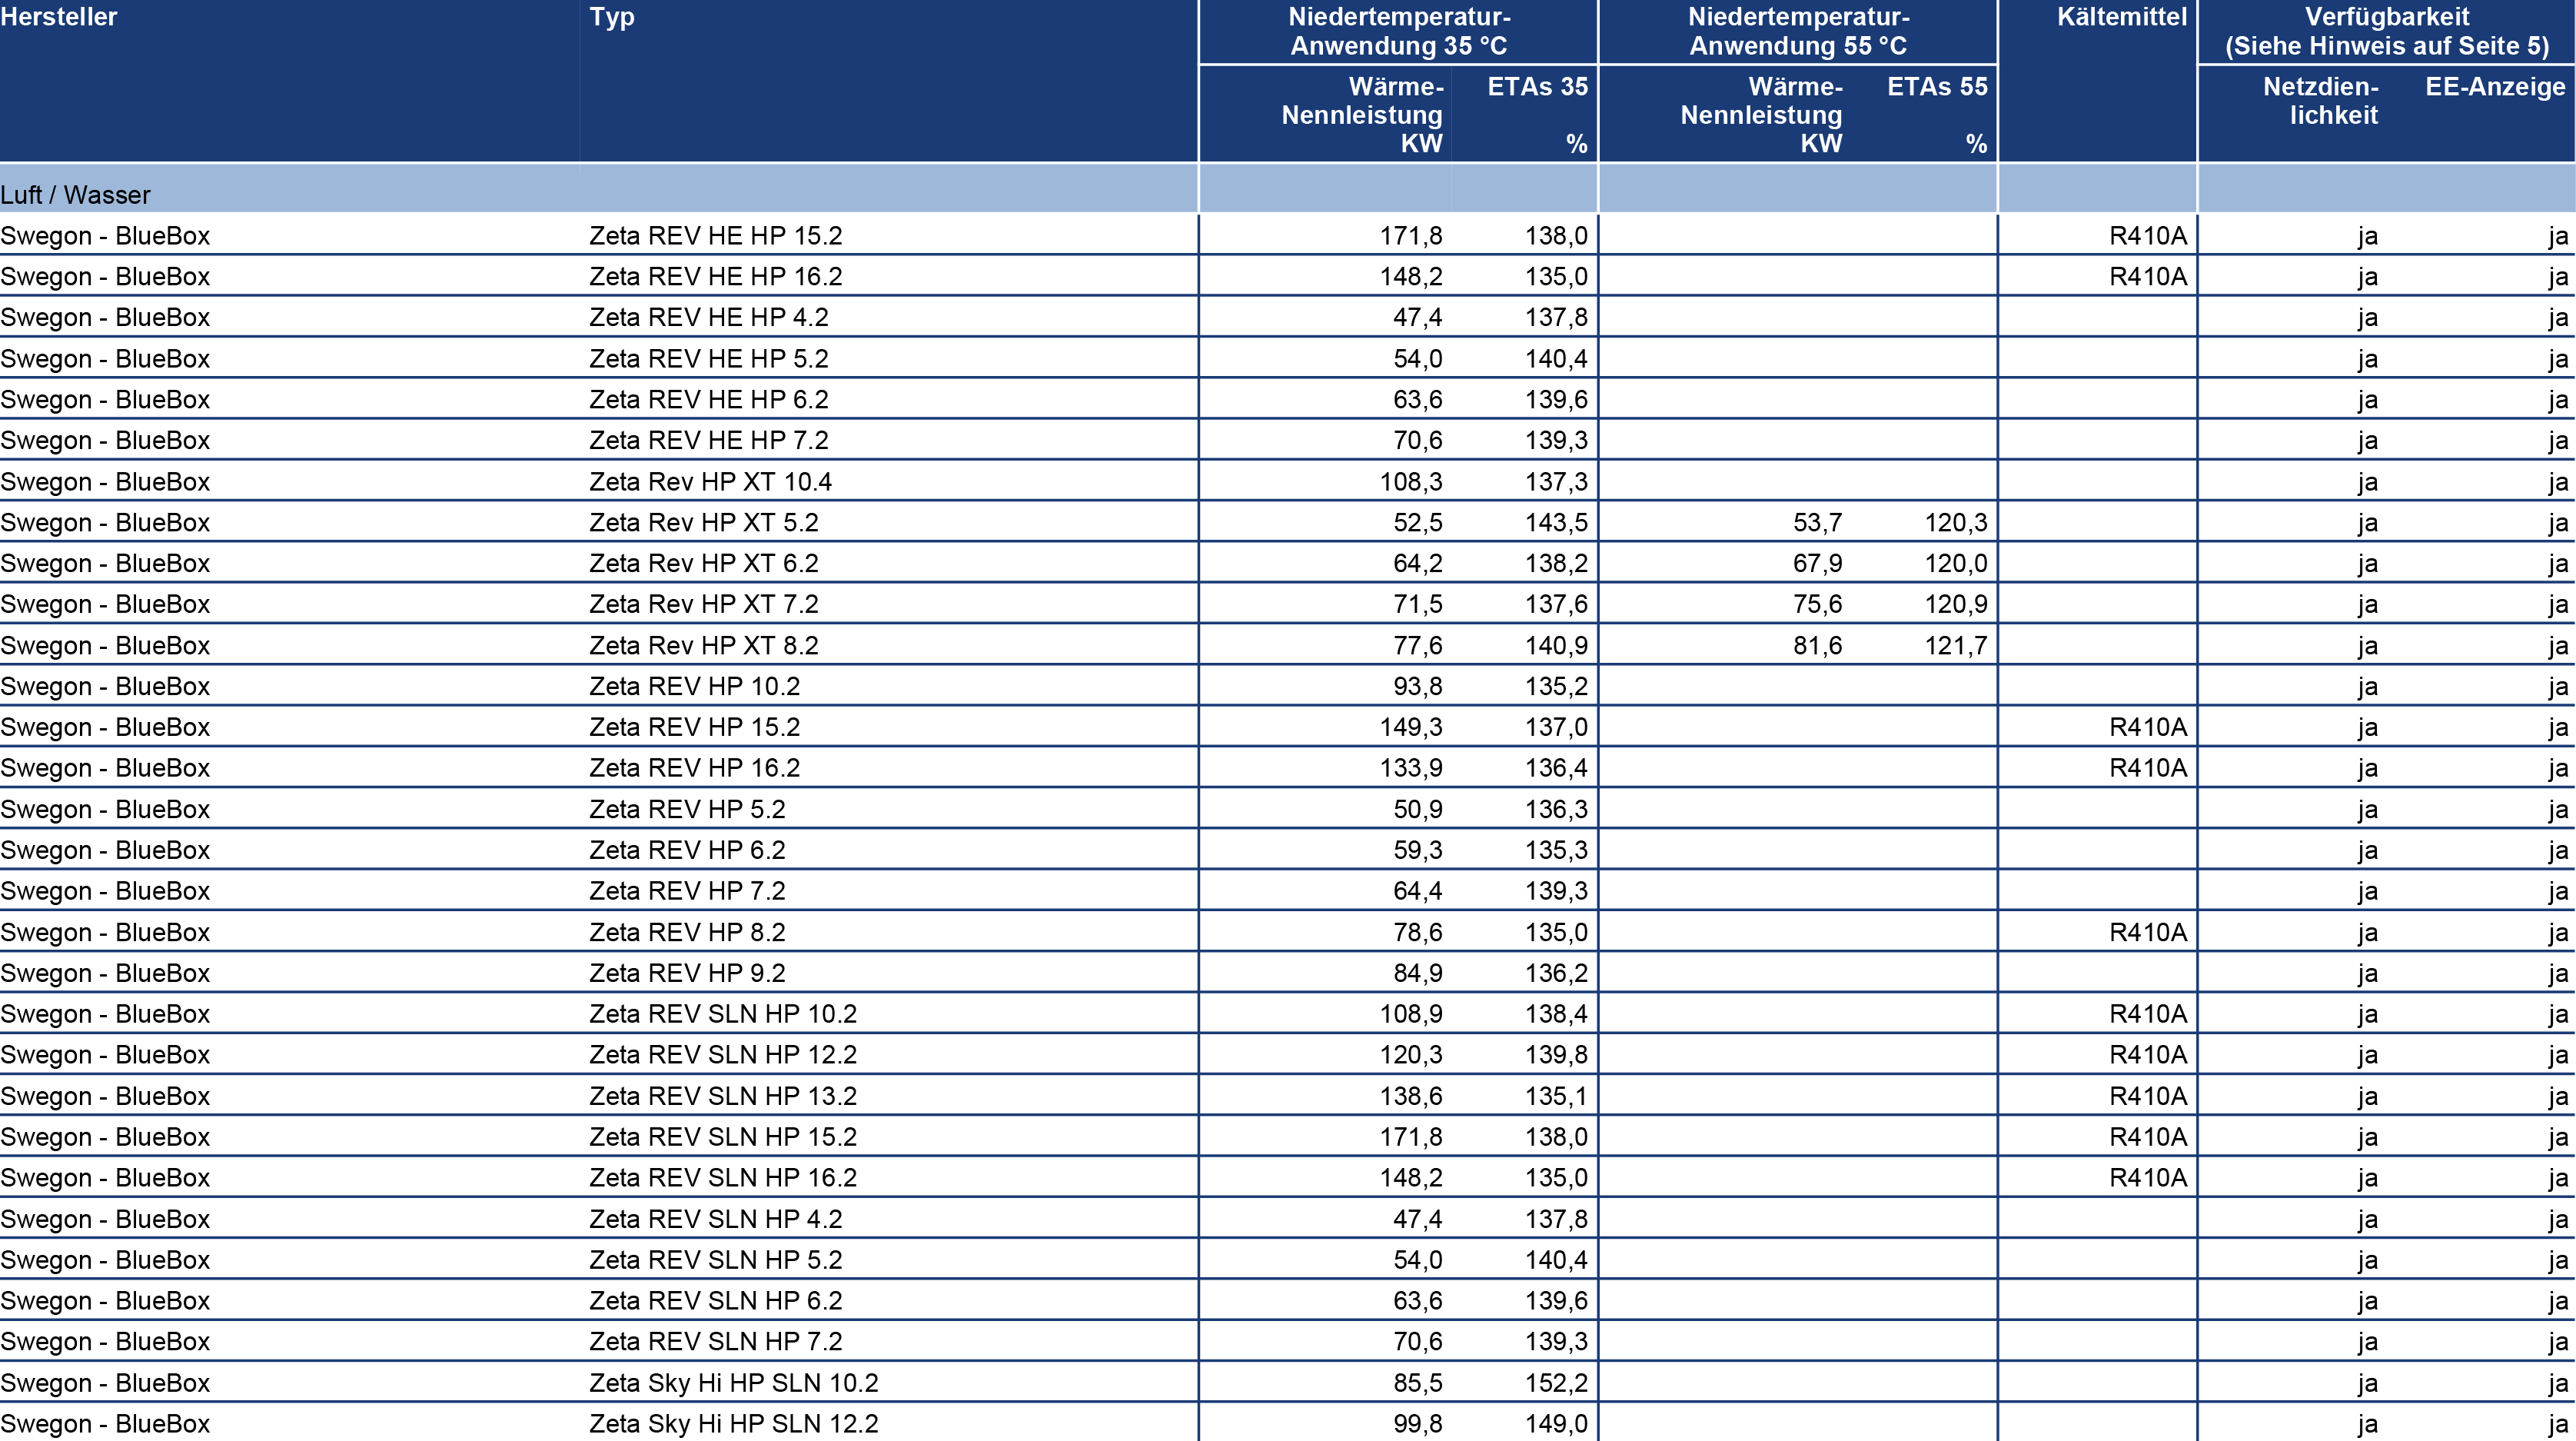 Hersteller Typ Niedertemperatur- Niedertemperatur- Kältemittel Verfügbarkeit
Anwendung 35 °C Anwendung 55 °C (Siehe Hinweis auf Seite 5)
Wärme- ETAs 35 Wärme- ETAs 55 Netzdien- EE-Anzeige
Nennleistung Nennleistung lichkeit
KW % KW %
Luft / Wasser
Swegon - BlueBox Zeta REV HE HP 15.2 171,8 138,0 R410A ja ja
Swegon - BlueBox Zeta REV HE HP 16.2 148,2 135,0 R410A ja ja
Swegon - BlueBox Zeta REV HE HP 4.2 47,4 137,8 ja ja
Swegon - BlueBox Zeta REV HE HP 5.2 54,0 140,4 ja ja
Swegon - BlueBox Zeta REV HE HP 6.2 63,6 139,6 ja ja
Swegon - BlueBox Zeta REV HE HP 7.2 70,6 139,3 ja ja
Swegon - BlueBox Zeta Rev HP XT 10.4 108,3 137,3 ja ja
Swegon - BlueBox Zeta Rev HP XT 5.2 52,5 143,5 53,7 120,3 ja ja
Swegon - BlueBox Zeta Rev HP XT 6.2 64,2 138,2 67,9 120,0 ja ja
Swegon - BlueBox Zeta Rev HP XT 7.2 71,5 137,6 75,6 120,9 ja ja
Swegon - BlueBox Zeta Rev HP XT 8.2 77,6 140,9 81,6 121,7 ja ja
Swegon - BlueBox Zeta REV HP 10.2 93,8 135,2 ja ja
Swegon - BlueBox Zeta REV HP 15.2 149,3 137,0 R410A ja ja
Swegon - BlueBox Zeta REV HP 16.2 133,9 136,4 R410A ja ja
Swegon - BlueBox Zeta REV HP 5.2 50,9 136,3 ja ja
Swegon - BlueBox Zeta REV HP 6.2 59,3 135,3 ja ja
Swegon - BlueBox Zeta REV HP 7.2 64,4 139,3 ja ja
Swegon - BlueBox Zeta REV HP 8.2 78,6 135,0 R410A ja ja
Swegon - BlueBox Zeta REV HP 9.2 84,9 136,2 ja ja
Swegon - BlueBox Zeta REV SLN HP 10.2 108,9 138,4 R410A ja ja
Swegon - BlueBox Zeta REV SLN HP 12.2 120,3 139,8 R410A ja ja
Swegon - BlueBox Zeta REV SLN HP 13.2 138,6 135,1 R410A ja ja
Swegon - BlueBox Zeta REV SLN HP 15.2 171,8 138,0 R410A ja ja
Swegon - BlueBox Zeta REV SLN HP 16.2 148,2 135,0 R410A ja ja
Swegon - BlueBox Zeta REV SLN HP 4.2 47,4 137,8 ja ja
Swegon - BlueBox Zeta REV SLN HP 5.2 54,0 140,4 ja ja
Swegon - BlueBox Zeta REV SLN HP 6.2 63,6 139,6 ja ja
Swegon - BlueBox Zeta REV SLN HP 7.2 70,6 139,3 ja ja
Swegon - BlueBox Zeta Sky Hi HP SLN 10.2 85,5 152,2 ja ja
Swegon - BlueBox Zeta Sky Hi HP SLN 12.2 99,8 149,0 ja ja